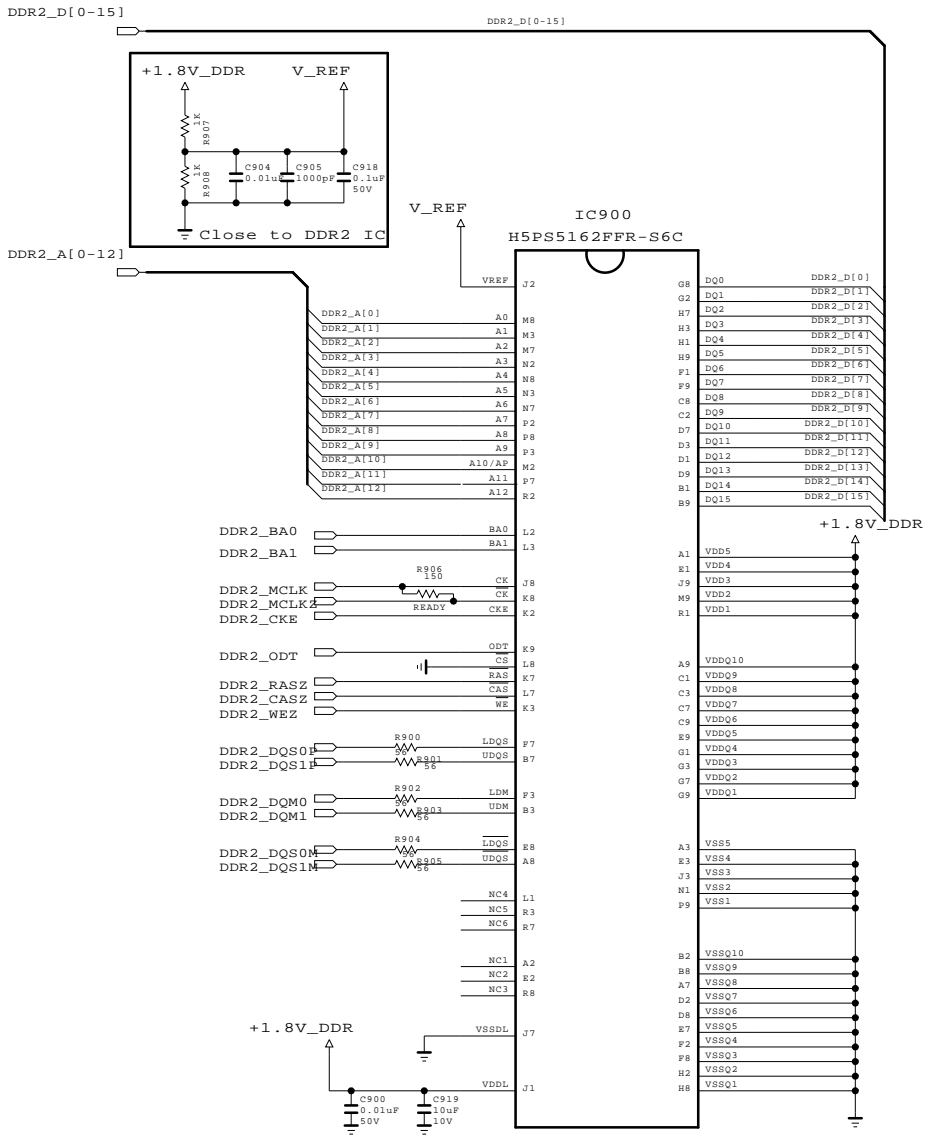 DDR2_D[0-15]
DDR2_D[0-15]
+1.8V_DDR V_REF
1K
R907
1K
R908
C904
0.01uF
C905
1000pF
C918
0.1uF
50V
Close to DDR2 IC
V_REF
IC900
H5PS5162FFR-S6C
DDR2_A[0-12]
VREF J2
DDR2_A[0] A0 M8
DDR2_A[1] A1 M3
DDR2_A[2] A2 M7
DDR2_A[3] A3 N2
DDR2_A[4] A4 N8
DDR2_A[5] A5 N3
DDR2_A[6] A6 N7
DDR2_A[7] A7 P2
DDR2_A[8] A8 P8
DDR2_A[9] A9 P3
DDR2_A[10] A10/AP M2
DDR2_A[11] A11 P7
DDR2_A[12] A12 R2
G8 DQ0 DDR2_D[0]
G2 DQ1 DDR2_D[1]
H7 DQ2 DDR2_D[2]
H3 DQ3 DDR2_D[3]
H1 DQ4 DDR2_D[4]
H9 DQ5 DDR2_D[5]
F1 DQ6 DDR2_D[6]
F9 DQ7 DDR2_D[7]
C8 DQ8 DDR2_D[8]
C2 DQ9 DDR2_D[9]
D7 DQ10 DDR2_D[10]
D3 DQ11 DDR2_D[11]
D1 DQ12 DDR2_D[12]
D9 DQ13 DDR2_D[13]
B1 DQ14 DDR2_D[14]
B9 DQ15 DDR2_D[15]
+1.8V_DDR
DDR2_BA0 BA0 L2
DDR2_BA1 BA1 L3
R906
150
READY
DDR2_MCLK CK J8
DDR2_MCLKZ CK K8
DDR2_CKE CKE K2
DDR2_ODT ODT K9
CS L8
DDR2_RASZ RAS K7
DDR2_CASZ CAS L7
DDR2_WEZ WE K3
DDR2_DQS0P R900 56 LDQS F7
DDR2_DQS1P R901 56 UDQS B7
DDR2_DQM0 R902 56 LDM F3
DDR2_DQM1 R903 56 UDM B3
DDR2_DQS0M R904 56 LDQS E8
DDR2_DQS1M R905 56 UDQS A8
NC4 L1
NC5 R3
NC6 R7
NC1 A2
NC2 E2
NC3 R8
+1.8V_DDR
VSSDL J7
VDDL J1
C900
0.01uF
50V
C919
10uF
10V
A1 VDD5
E1 VDD4
J9 VDD3
M9 VDD2
R1 VDD1
A9 VDDQ10
C1 VDDQ9
C3 VDDQ8
C7 VDDQ7
C9 VDDQ6
E9 VDDQ5
G1 VDDQ4
G3 VDDQ3
G7 VDDQ2
G9 VDDQ1
A3 VSS5
E3 VSS4
J3 VSS3
N1 VSS2
P9 VSS1
B2 VSSQ10
B8 VSSQ9
A7 VSSQ8
D2 VSSQ7
D8 VSSQ6
E7 VSSQ5
F2 VSSQ4
F8 VSSQ3
H2 VSSQ2
H8 VSSQ1